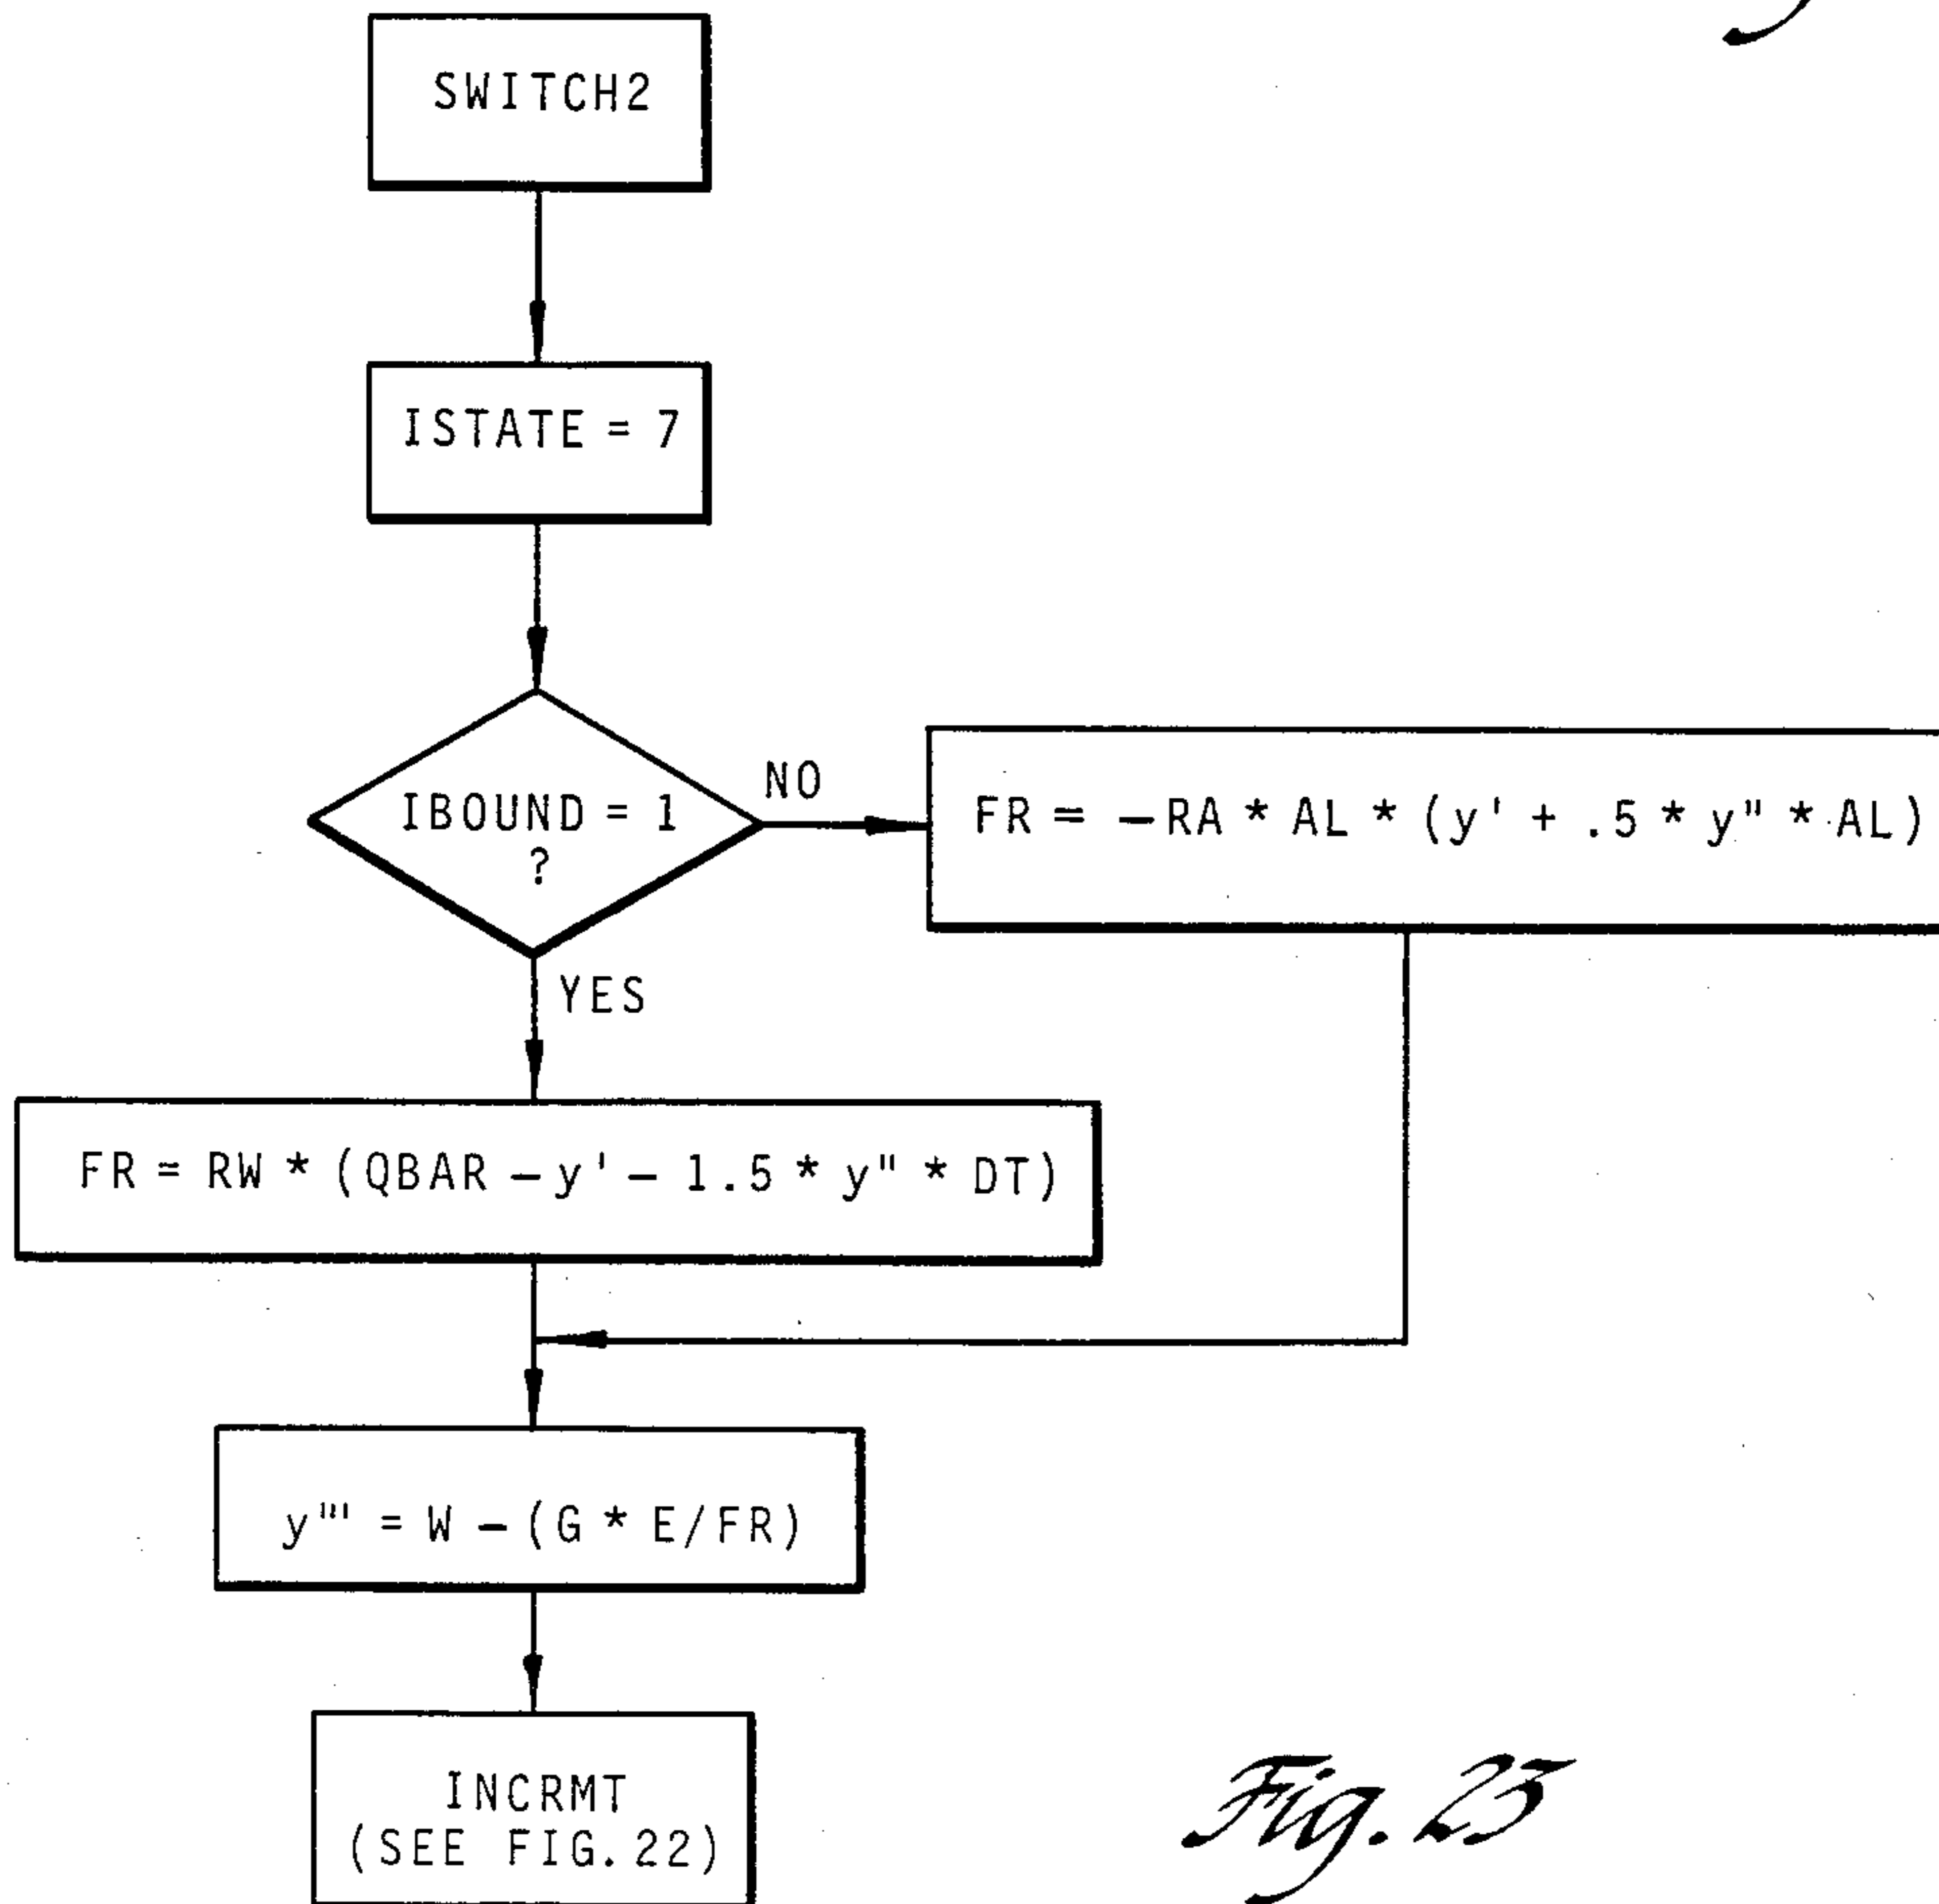 SWITCH2
ISTATE = 7
IBOUND = 1
?
NO
FR = —RA * AL * (y' + .5 * y" * AL)
YES
FR = RW * (QBAR — y' — 1.5 * y" * DT)
y''' = W — (G * E/FR)
INCRMT
(SEE FIG.22)
Fig. 23